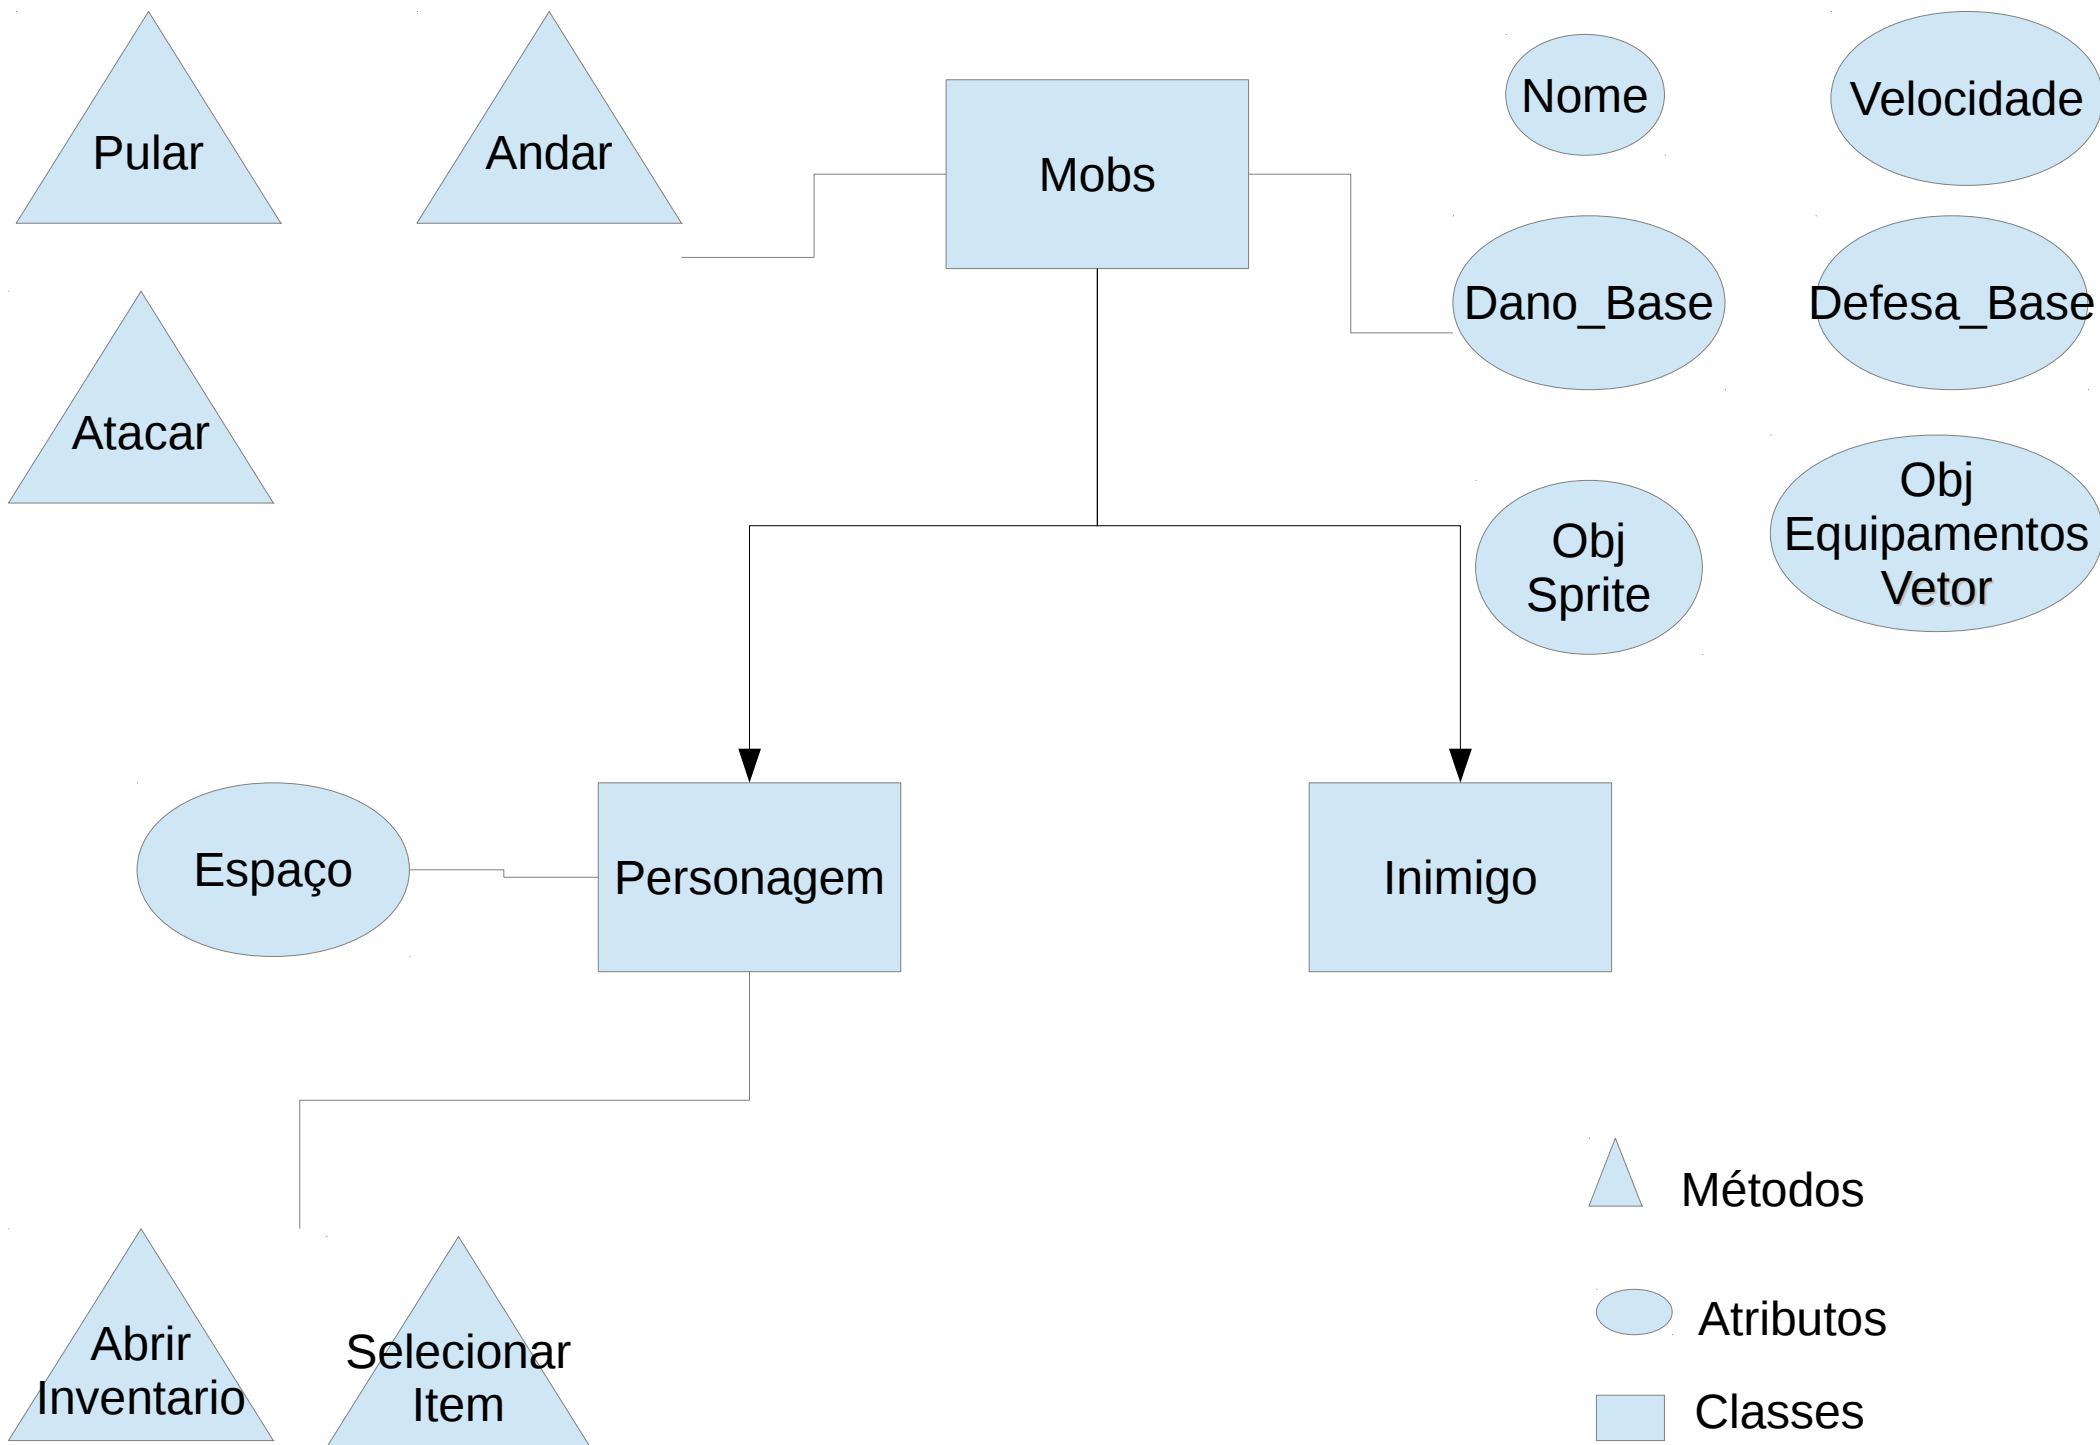 Pular
Andar
Mobs
Nome
Velocidade
Dano_Base
Defesa_Base
Atacar
Obj
Sprite
Obj
Equipamentos
Vetor
Espaço
Personagem
Inimigo
Métodos
Atributos
Classes
Abrir
Inventario
Selecionar
Item